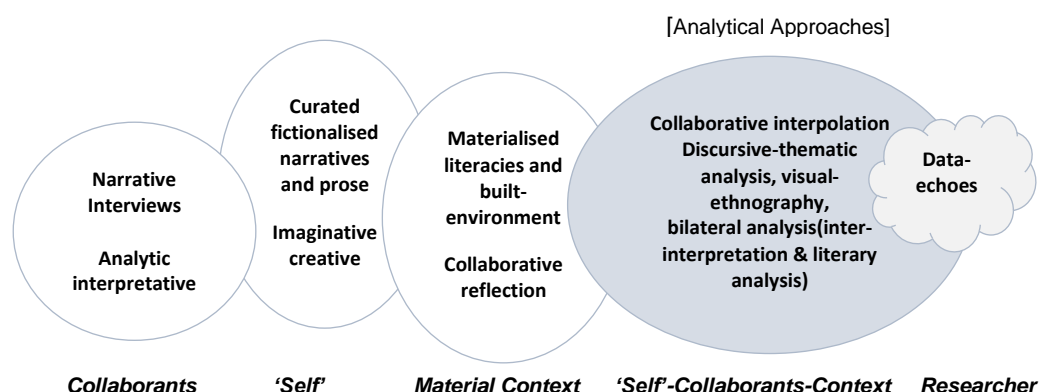 [Analytical Approaches]
Narrative
Interviews
Analytic
interpretative
Curated
fictionalised
narratives
and prose
Imaginative
creative
Materialised
literacies and
built-
environment
Collaborative
reflection
Collaborative interpolation
Discursive-thematic
analysis, visual-
ethnography,
bilateral analysis(inter-
interpretation & literary
analysis)
Data-
echoes
Collaborants 'Self' Material Context 'Self'-Collaborants-Context Researcher